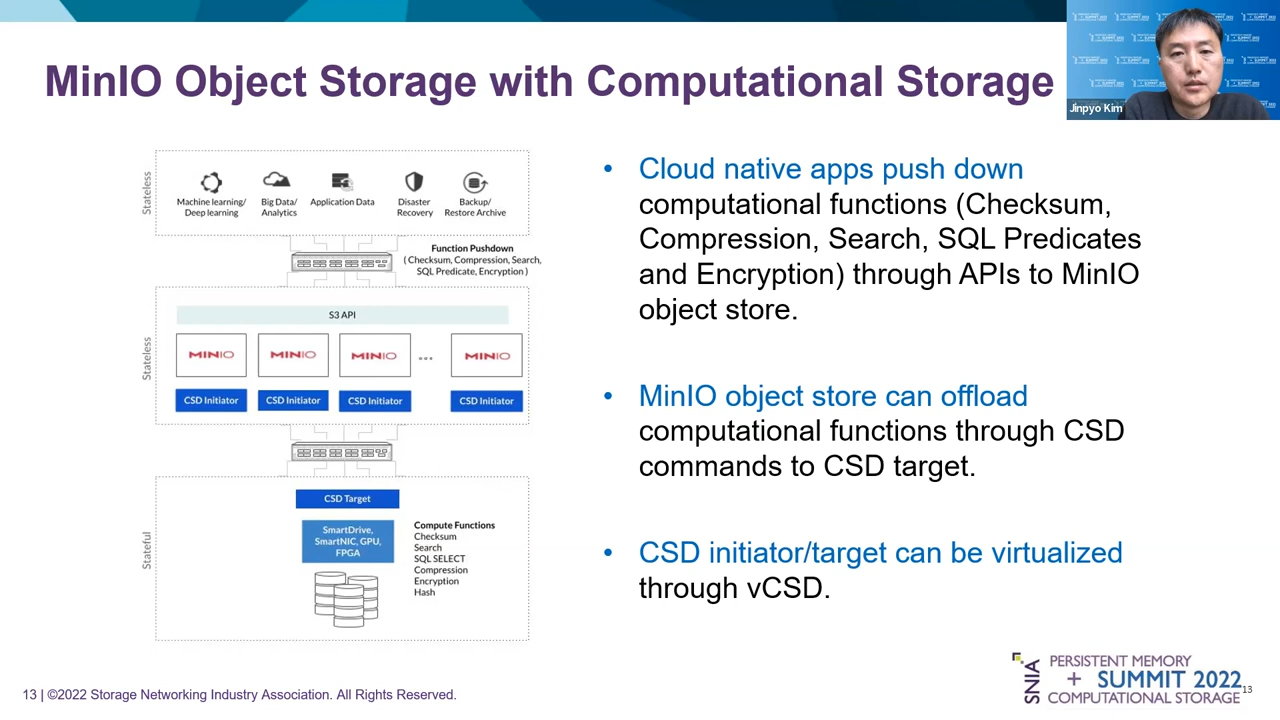 MinIO Object Storage with Computational Storage
Jinpyo Kim
Stateless
Machine learning/
Deep learning
Big Data/
Analytics
Application Data
Disaster
Recovery
Backup/
Restore Archive
Function Pushdown
( Checksum, Compression, Search,
SQL Predicate, Encryption )
Stateless
S3 API
MINIO
MINIO
MINIO
...
MINIO
CSD Initiator
CSD Initiator
CSD Initiator
CSD Initiator
Stateful
CSD Target
SmartDrive,
SmartNIC, GPU,
FPGA
Compute Functions
Checksum
Search
SQL SELECT
Compression
Encryption
Hash
• Cloud native apps push down
computational functions (Checksum,
Compression, Search, SQL Predicates
and Encryption) through APIs to MinIO
object store.
• MinIO object store can offload
computational functions through CSD
commands to CSD target.
• CSD initiator/target can be virtualized
through vCSD.
13 | ©2022 Storage Networking Industry Association. All Rights Reserved.
SNIA
PERSISTENT MEMORY
+ SUMMIT 2022
COMPUTATIONAL STORAGE
13